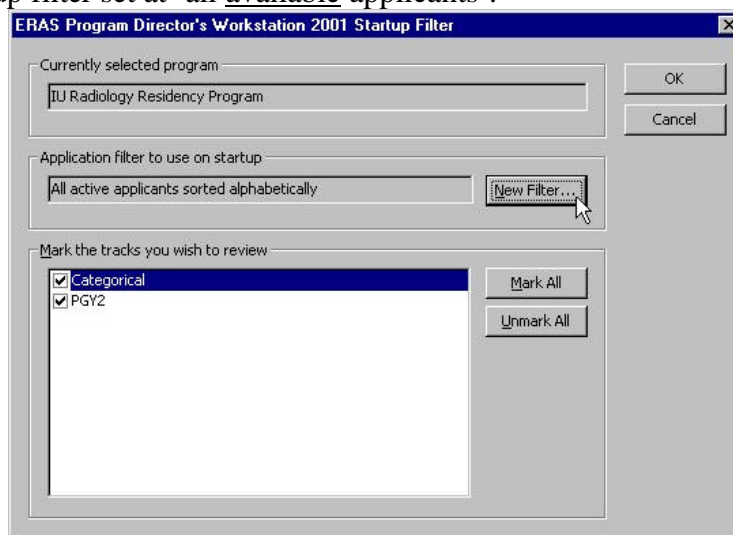 up filter set at "all available applicants".
ERAS Program Director's Workstation 2001 Startup Filter
Currently selected program
IU Radiology Residency Program
OK
Cancel
Application filter to use on startup
All active applicants sorted alphabetically
New Filter...
Mark the tracks you wish to review
Categorical
PGY2
Mark All
Unmark All